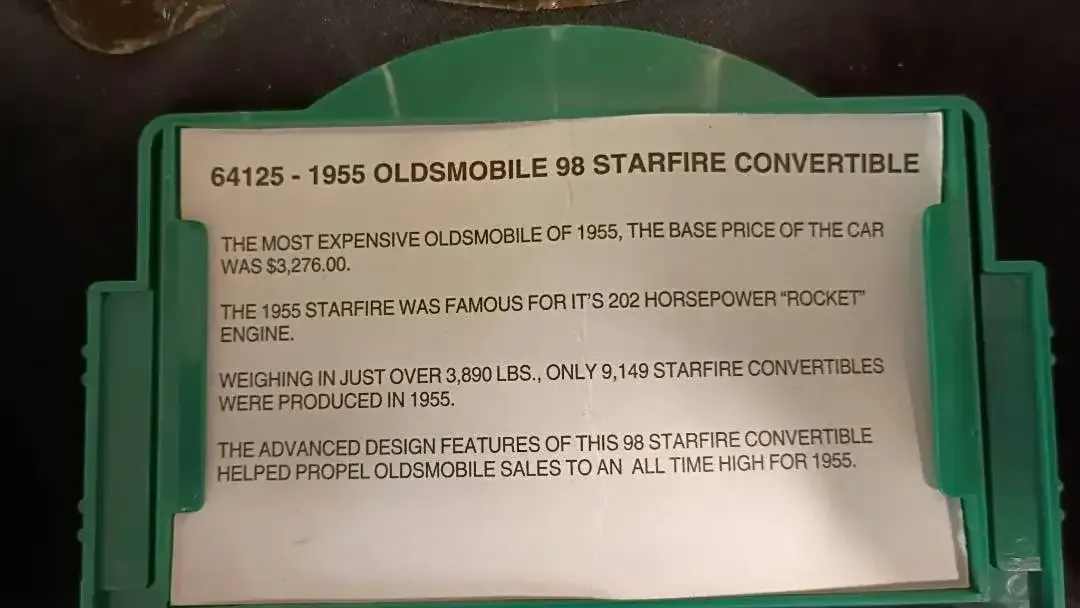 64125 - 1955 OLDSMOBILE 98 STARFIRE CONVERTIBLE
THE MOST EXPENSIVE OLDSMOBILE OF 1955, THE BASE PRICE OF THE CAR
WAS $3,276.00.
THE 1955 STARFIRE WAS FAMOUS FOR IT'S 202 HORSEPOWER “ROCKET”
ENGINE.
WEIGHING IN JUST OVER 3,890 LBS., ONLY 9,149 STARFIRE CONVERTIBLES
WERE PRODUCED IN 1955.
THE ADVANCED DESIGN FEATURES OF THIS 98 STARFIRE CONVERTIBLE
HELPED PROPEL OLDSMOBILE SALES TO AN ALL TIME HIGH FOR 1955.